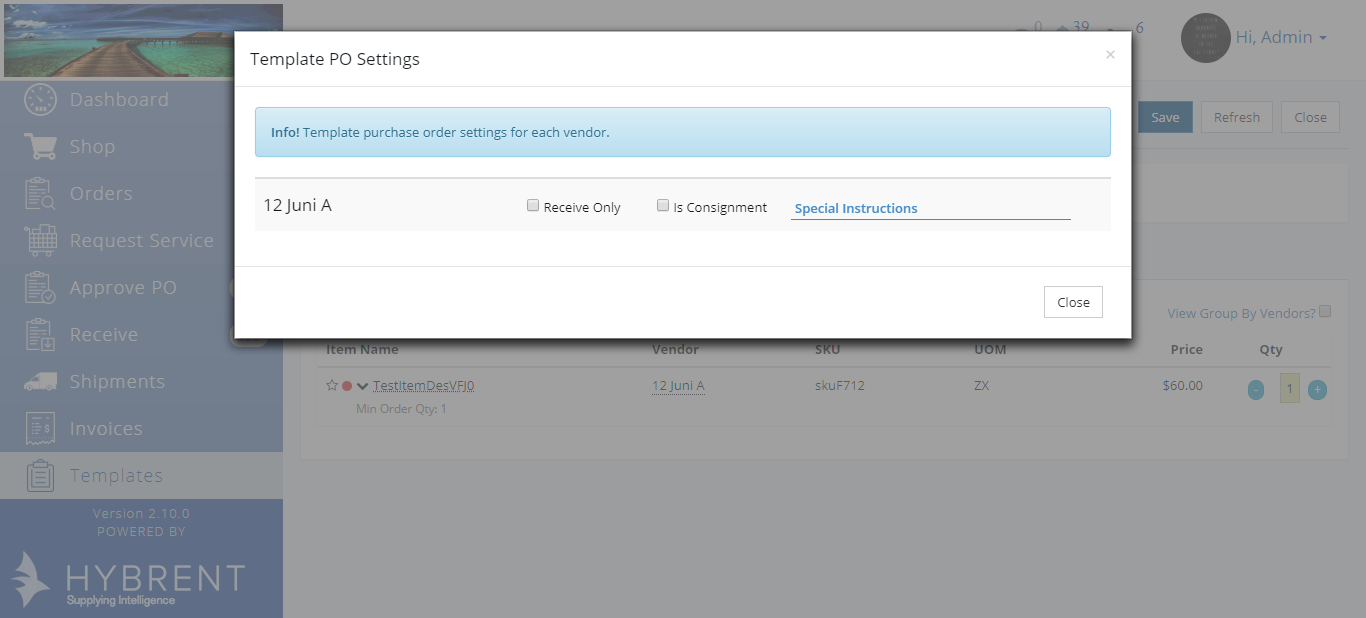 0 39 6
Hi, Admin
Template PO Settings
×
Info! Template purchase order settings for each vendor.
Save Refresh Close
12 Juni A Receive Only Is Consignment Special Instructions
Close
Dashboard
Shop
Orders
Request Service
Approve PO
Receive
Shipments
Invoices
Templates
Version 2.10.0
POWERED BY
HYBRENT
Supplying Intelligence
View Group By Vendors?
Item Name Vendor SKU UOM Price Qty
TestItemDesVFJ0 12 Juni A skuF712 ZX $60.00 - 1 +
Min Order Qty: 1